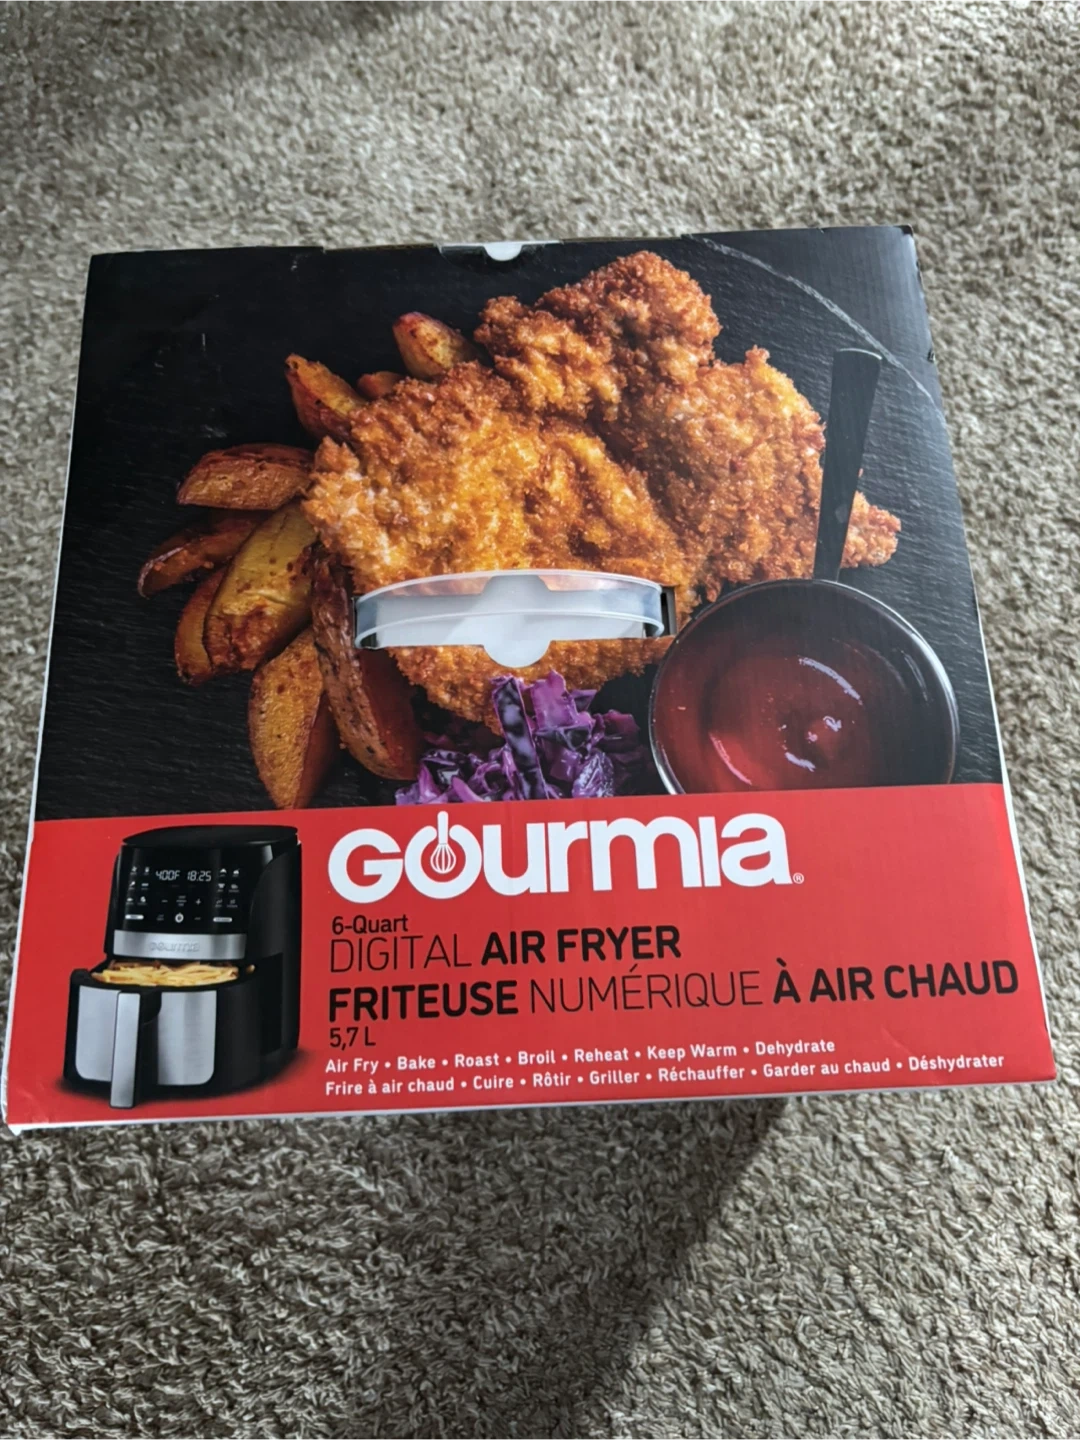 GOURMIA®
6-Quart
DIGITAL AIR FRYER
FRITEUSE NUMÉRIQUE À AIR CHAUD
5,7 L
Air Fry • Bake • Roast • Broil • Reheat • Keep Warm • Dehydrate
Frire à air chaud • Cuire • Rôtir • Griller • Réchauffer • Garder au chaud • Déshydrater
400F 18:25
GOURMIA